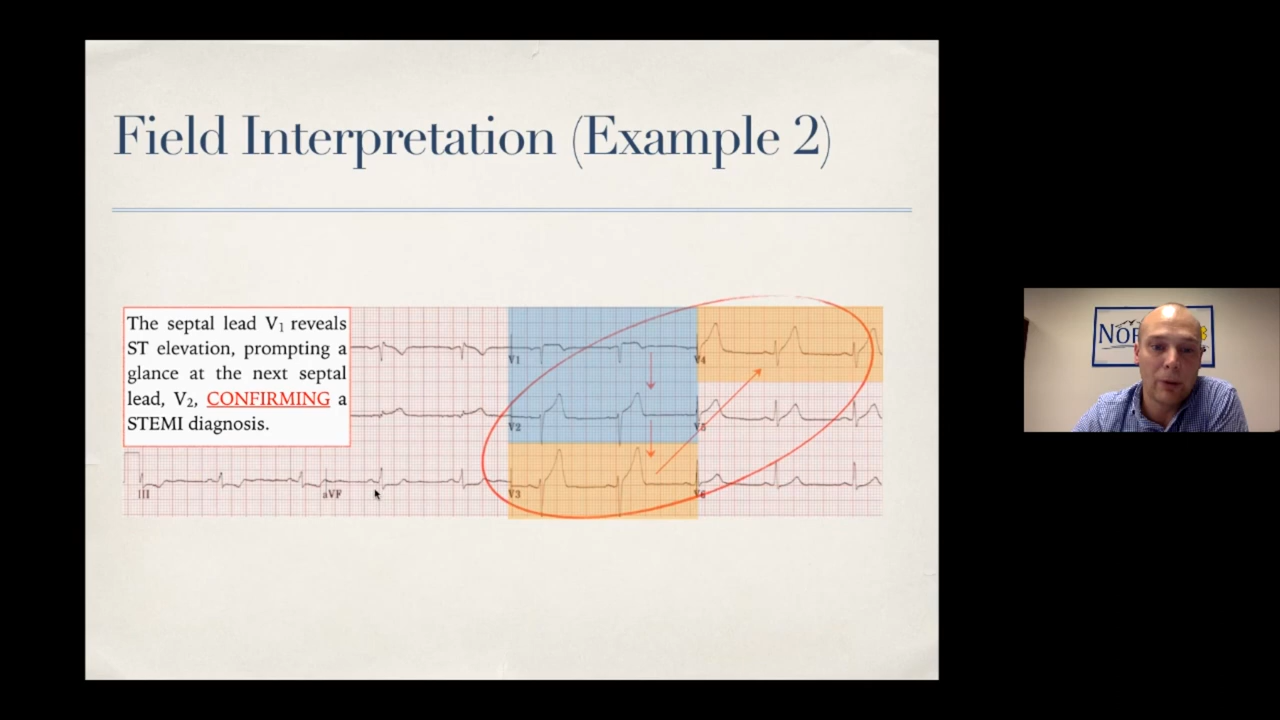 Field Interpretation (Example 2)
The septal lead V₁ reveals
ST elevation, prompting a
glance at the next septal
lead, V₂, CONFIRMING a
STEMI diagnosis.
V1
V4
V2
V5
III
aVF
V3
V6